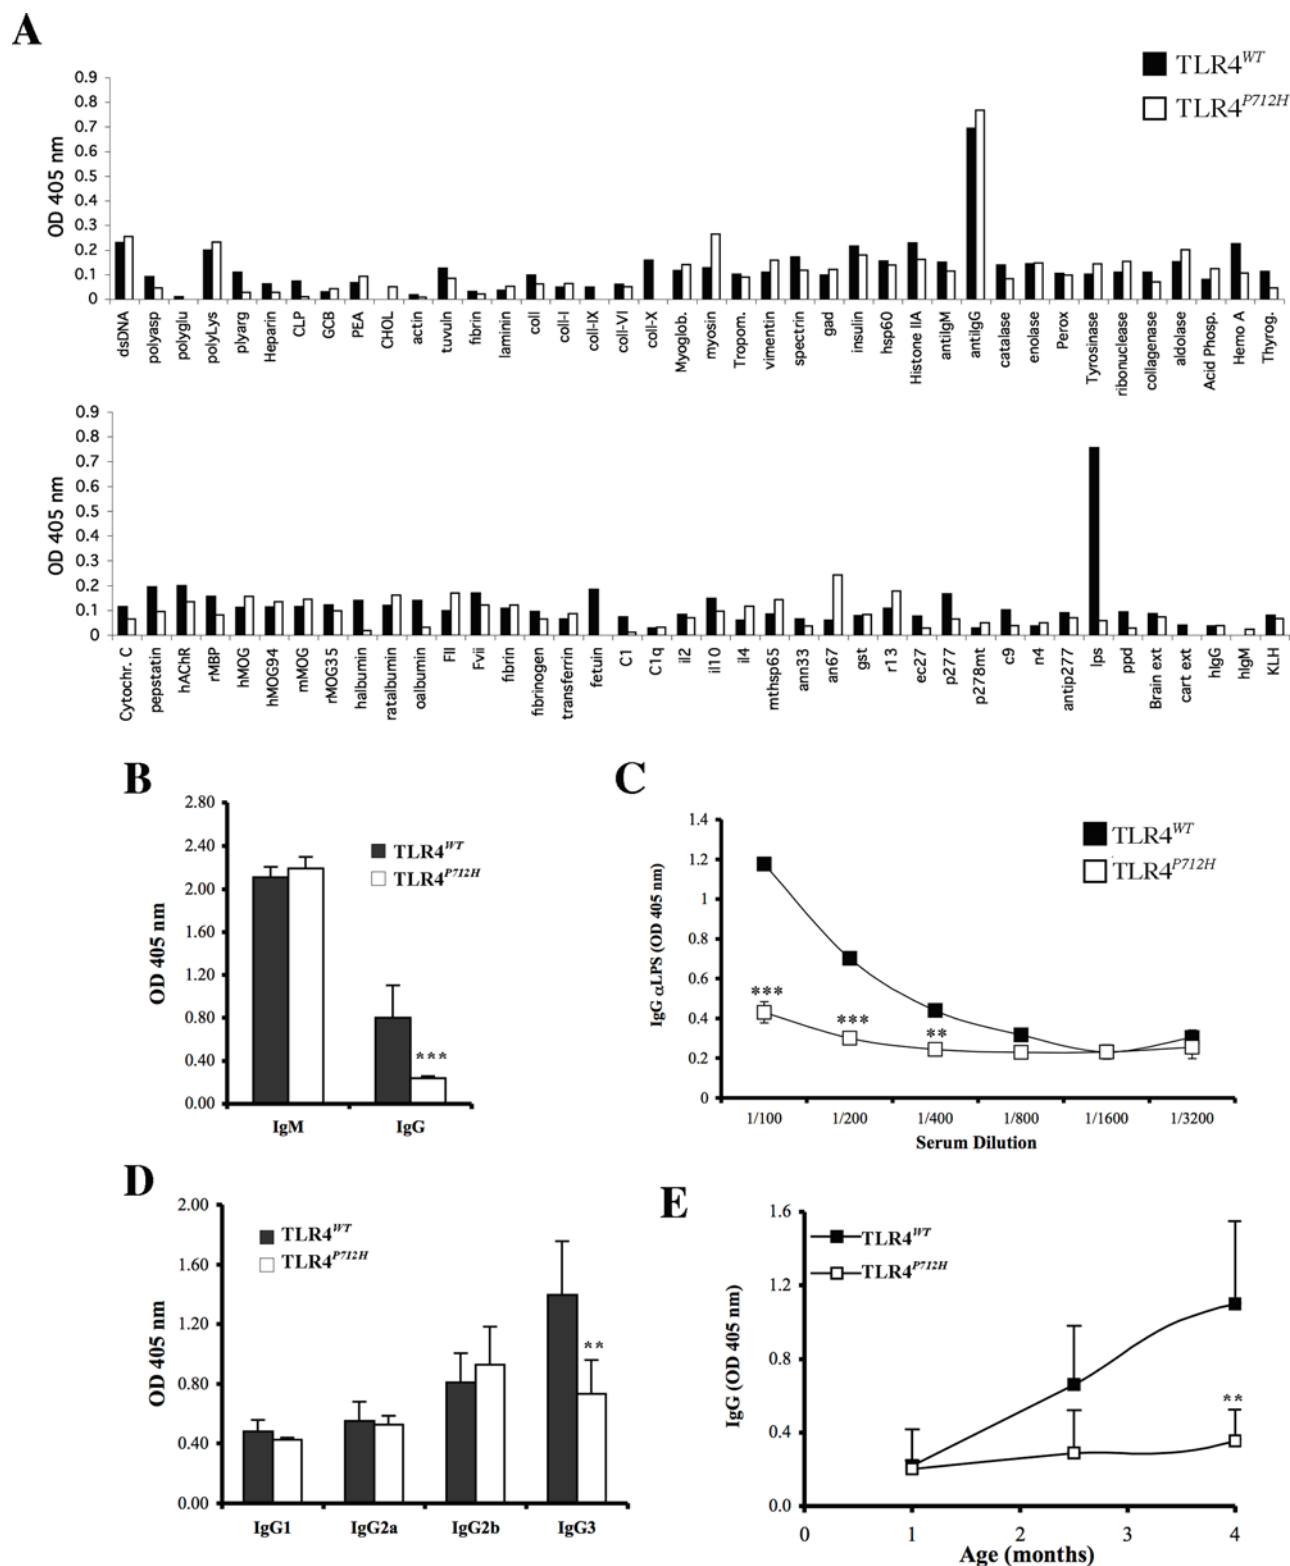 A
TLR4WT
TLR4P712H
OD 405 nm
0.9
0.8
0.7
0.6
0.5
0.4
0.3
0.2
0.1
0
dsDNA polyasp polyglu polyLys plyarg Heparin CLP GCB PEA CHOL actin tuvuln fibrin laminin coll coll-I coll-IX coll-VI coll-X Myoglob. myosin Tropom. vimentin spectrin gad insulin hsp60 Histone IIA antiIgM antiIgG catalase enolase Perox Tyrosinase ribonuclease collagenase aldolase Acid Phosp. Hemo A Thyrog.
OD 405 nm
0.9
0.8
0.7
0.6
0.5
0.4
0.3
0.2
0.1
0
Cytochr. C pepstatin hAChR rMBP hMOG hMOG94 mMOG rMOG35 halbumin ratalbumin oalbumin FII Fvii fibrin fibrinogen transferrin fetuin C1 C1q il2 il10 il4 mthsp65 ann33 ar67 gst r13 ec27 p277 p278mt c9 n4 antip277 lps ppd Brain ext cart ext hIgG hIgM KLH
B
OD 405 nm
2.80
2.40
2.00
1.60
1.20
0.80
0.40
0.00
TLR4WT
TLR4P712H
***
IgM IgG
C
IgG αLPS (OD 405 nm)
1.4
1.2
1
0.8
0.6
0.4
0.2
0
TLR4WT
TLR4P712H
*** *** **
1/100 1/200 1/400 1/800 1/1600 1/3200
Serum Dilution
D
OD 405 nm
2.00
1.60
1.20
0.80
0.40
0.00
TLR4WT
TLR4P712H
**
IgG1 IgG2a IgG2b IgG3
E
IgG (OD 405 nm)
1.6
1.2
0.8
0.4
0.0
TLR4WT
TLR4P712H
**
0 1 2 3 4
Age (months)